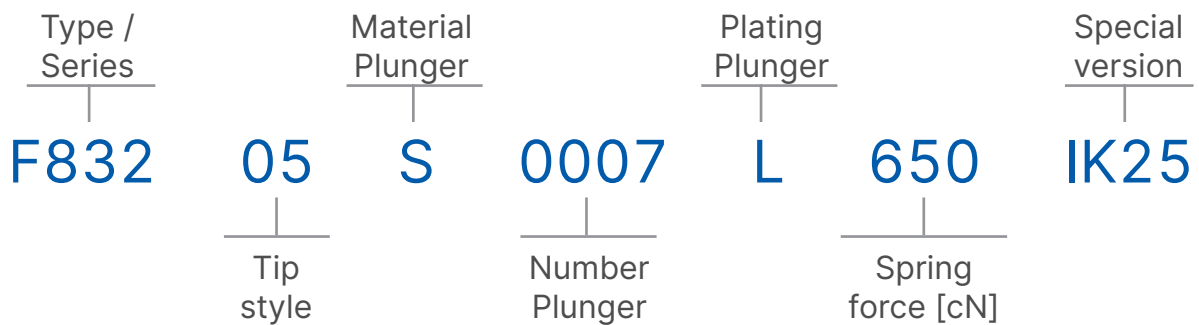 Type /
Series
Material
Plunger
Plating
Plunger
Special
version
F832 05 S 0007 L 650 IK25
Tip
style
Number
Plunger
Spring
force [cN]